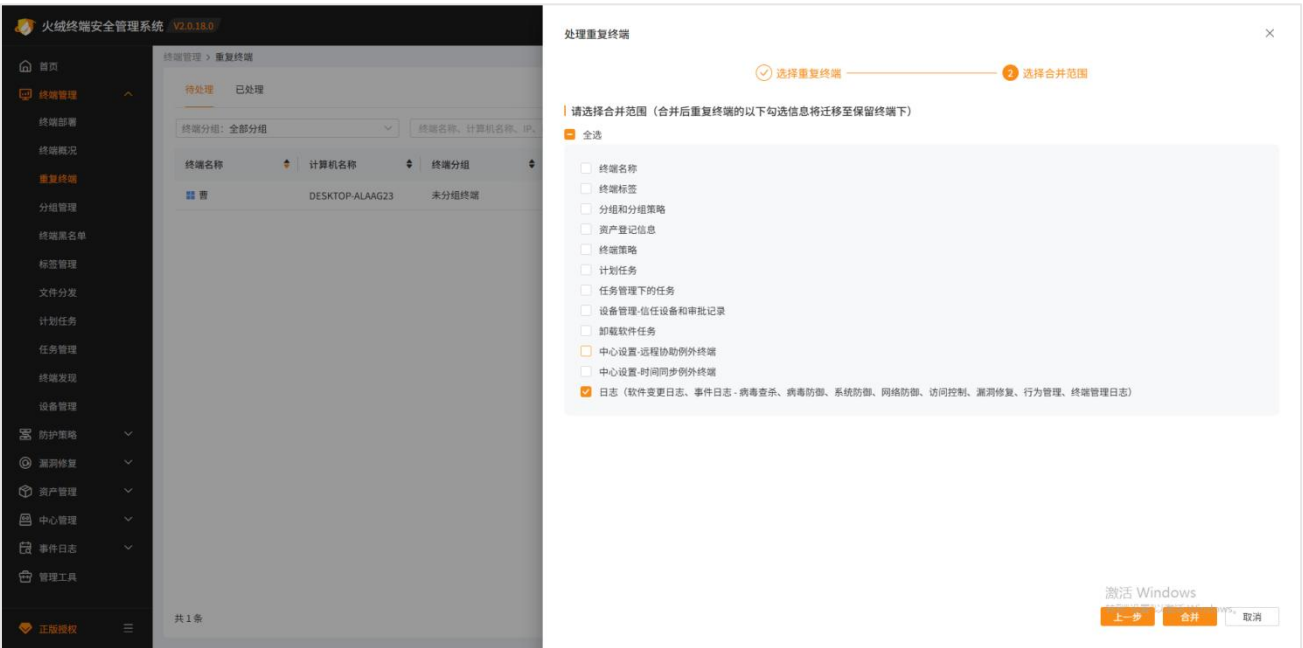 火绒终端安全管理系统 V2.0.18.0
首页
终端管理
终端部署
终端概况
重复终端
分组管理
终端黑名单
标签管理
文件分发
计划任务
任务管理
终端发现
设备管理
防护策略
漏洞修复
资产管理
中心管理
事件日志
管理工具
正版授权
终端管理 > 重复终端
待处理 已处理
终端分组: 全部分组
终端名称、计算机名称、IP、
终端名称 计算机名称 终端分组
曹 DESKTOP-ALAAG23 未分组终端
共 1 条
处理重复终端
选择重复终端 2 选择合并范围
请选择合并范围（合并后重复终端的以下勾选信息将迁移至保留终端下）
全选
终端名称
终端标签
分组和分组策略
资产登记信息
终端策略
计划任务
任务管理下的任务
设备管理-信任设备和审批记录
卸载软件任务
中心设置-远程协助例外终端
中心设置-时间同步例外终端
日志（软件变更日志、事件日志 - 病毒查杀、病毒防御、系统防御、网络防御、访问控制、漏洞修复、行为管理、终端管理日志）
激活 Windows
上一步 合并 取消